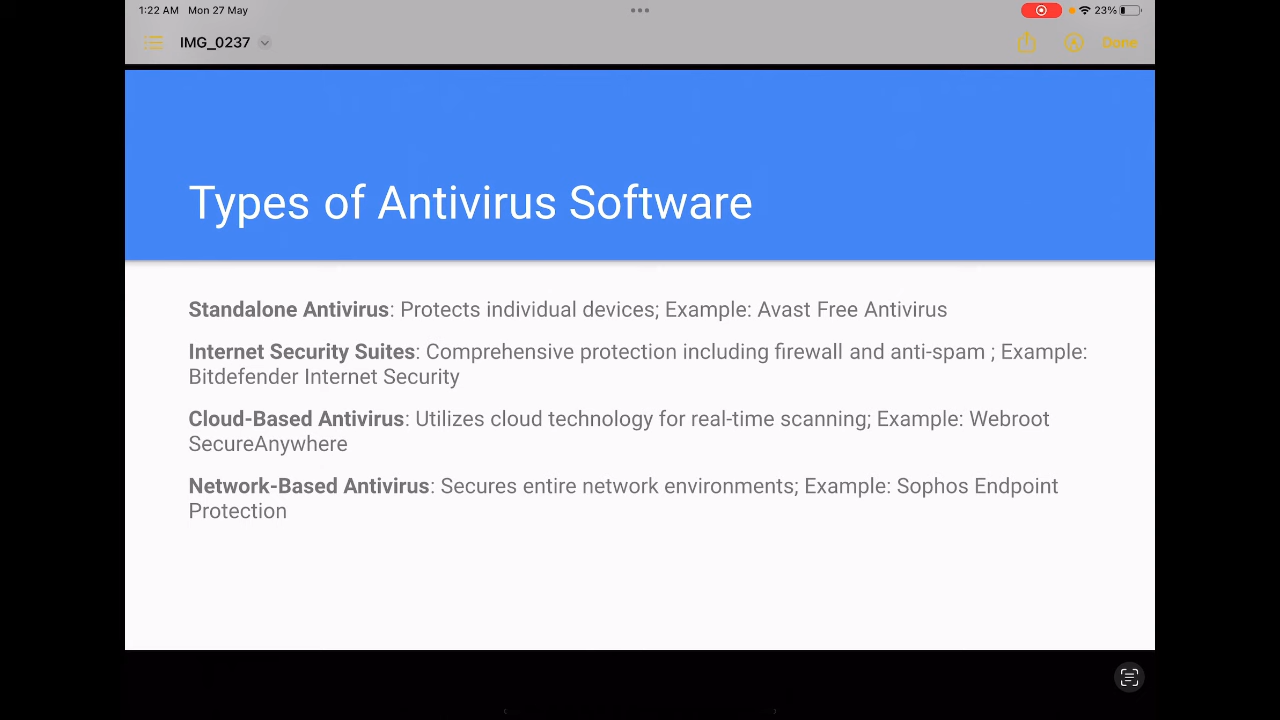 1:22 AM Mon 27 May
23%
IMG_0237
Done
Types of Antivirus Software
Standalone Antivirus: Protects individual devices; Example: Avast Free Antivirus
Internet Security Suites: Comprehensive protection including firewall and anti-spam ; Example:
Bitdefender Internet Security
Cloud-Based Antivirus: Utilizes cloud technology for real-time scanning; Example: Webroot
SecureAnywhere
Network-Based Antivirus: Secures entire network environments; Example: Sophos Endpoint
Protection